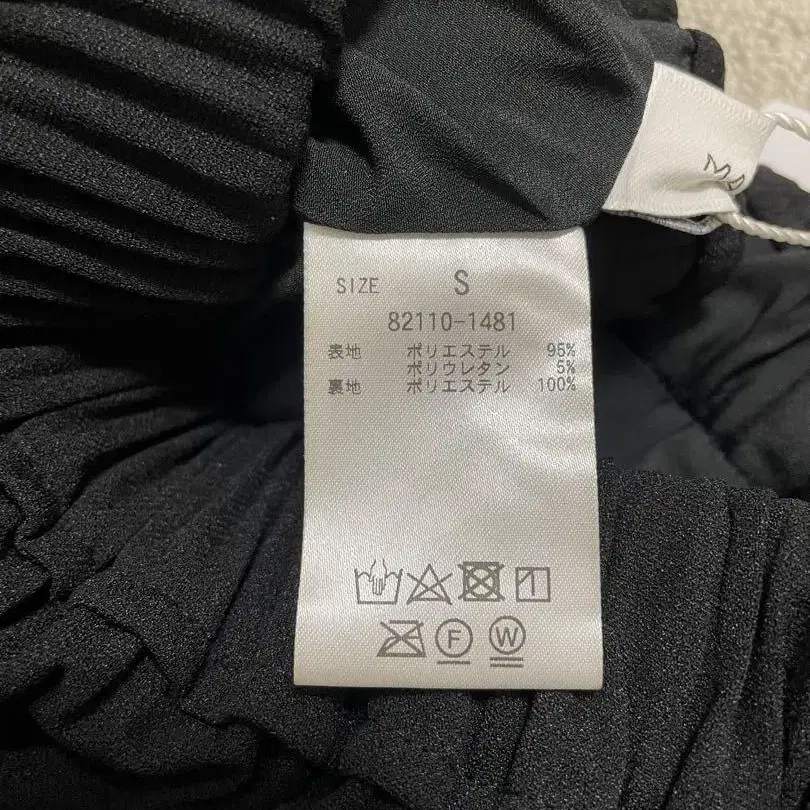 SIZE S
82110-1481
表地 ポリエステル 95%
ポリウレタン 5%
裏地 ポリエステル 100%
F W